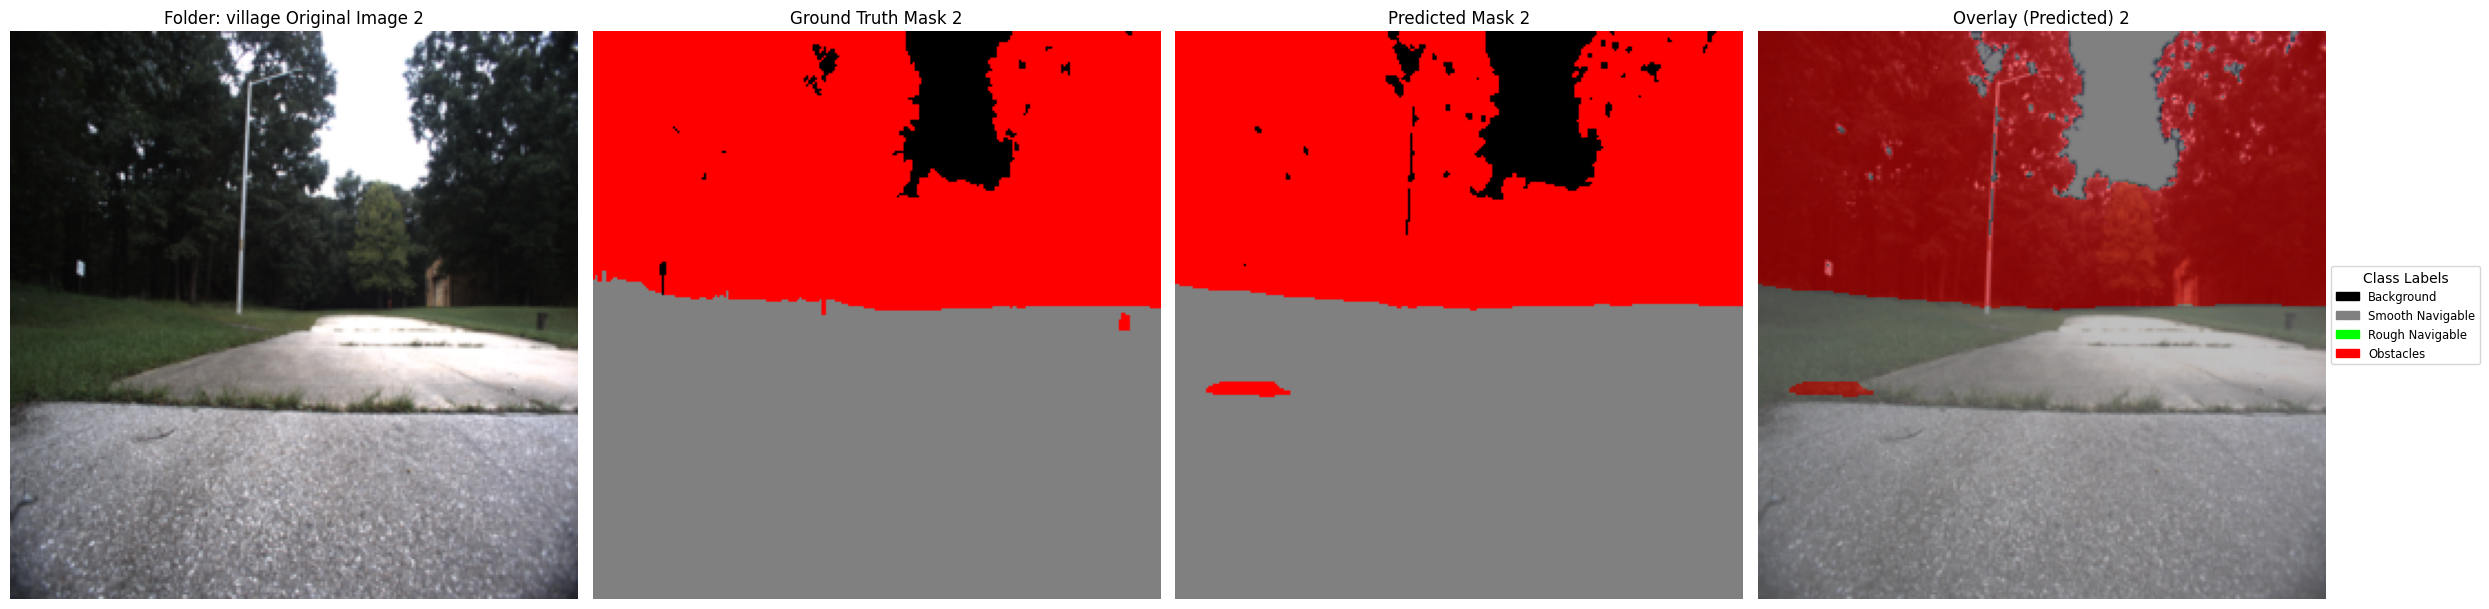 Folder: village Original Image 2
Ground Truth Mask 2
Predicted Mask 2
Overlay (Predicted) 2
Class Labels
Background
Smooth Navigable
Rough Navigable
Obstacles